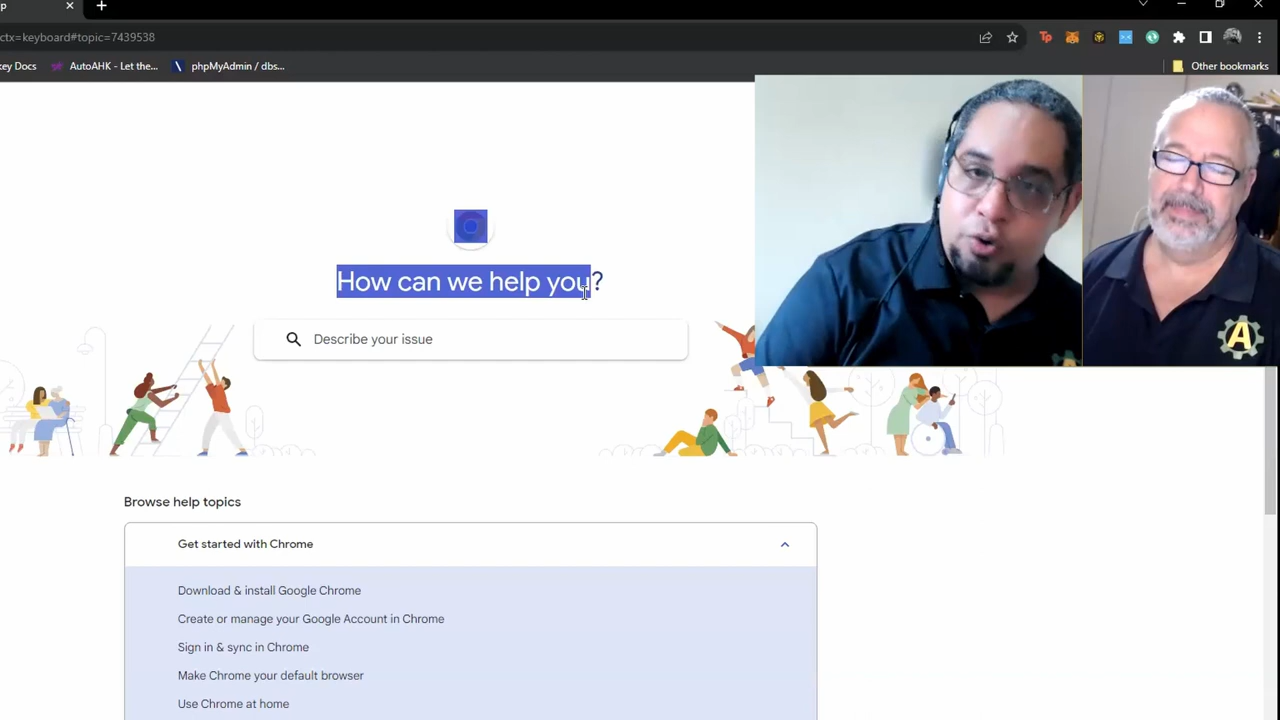 p
ctx=keyboard#topic=7439538
Tp
key Docs
AutoAHK - Let the...
phpMyAdmin / dbs...
Other bookmarks
How can we help you?
Describe your issue
A
Browse help topics
Get started with Chrome
Download & install Google Chrome
Create or manage your Google Account in Chrome
Sign in & sync in Chrome
Make Chrome your default browser
Use Chrome at home